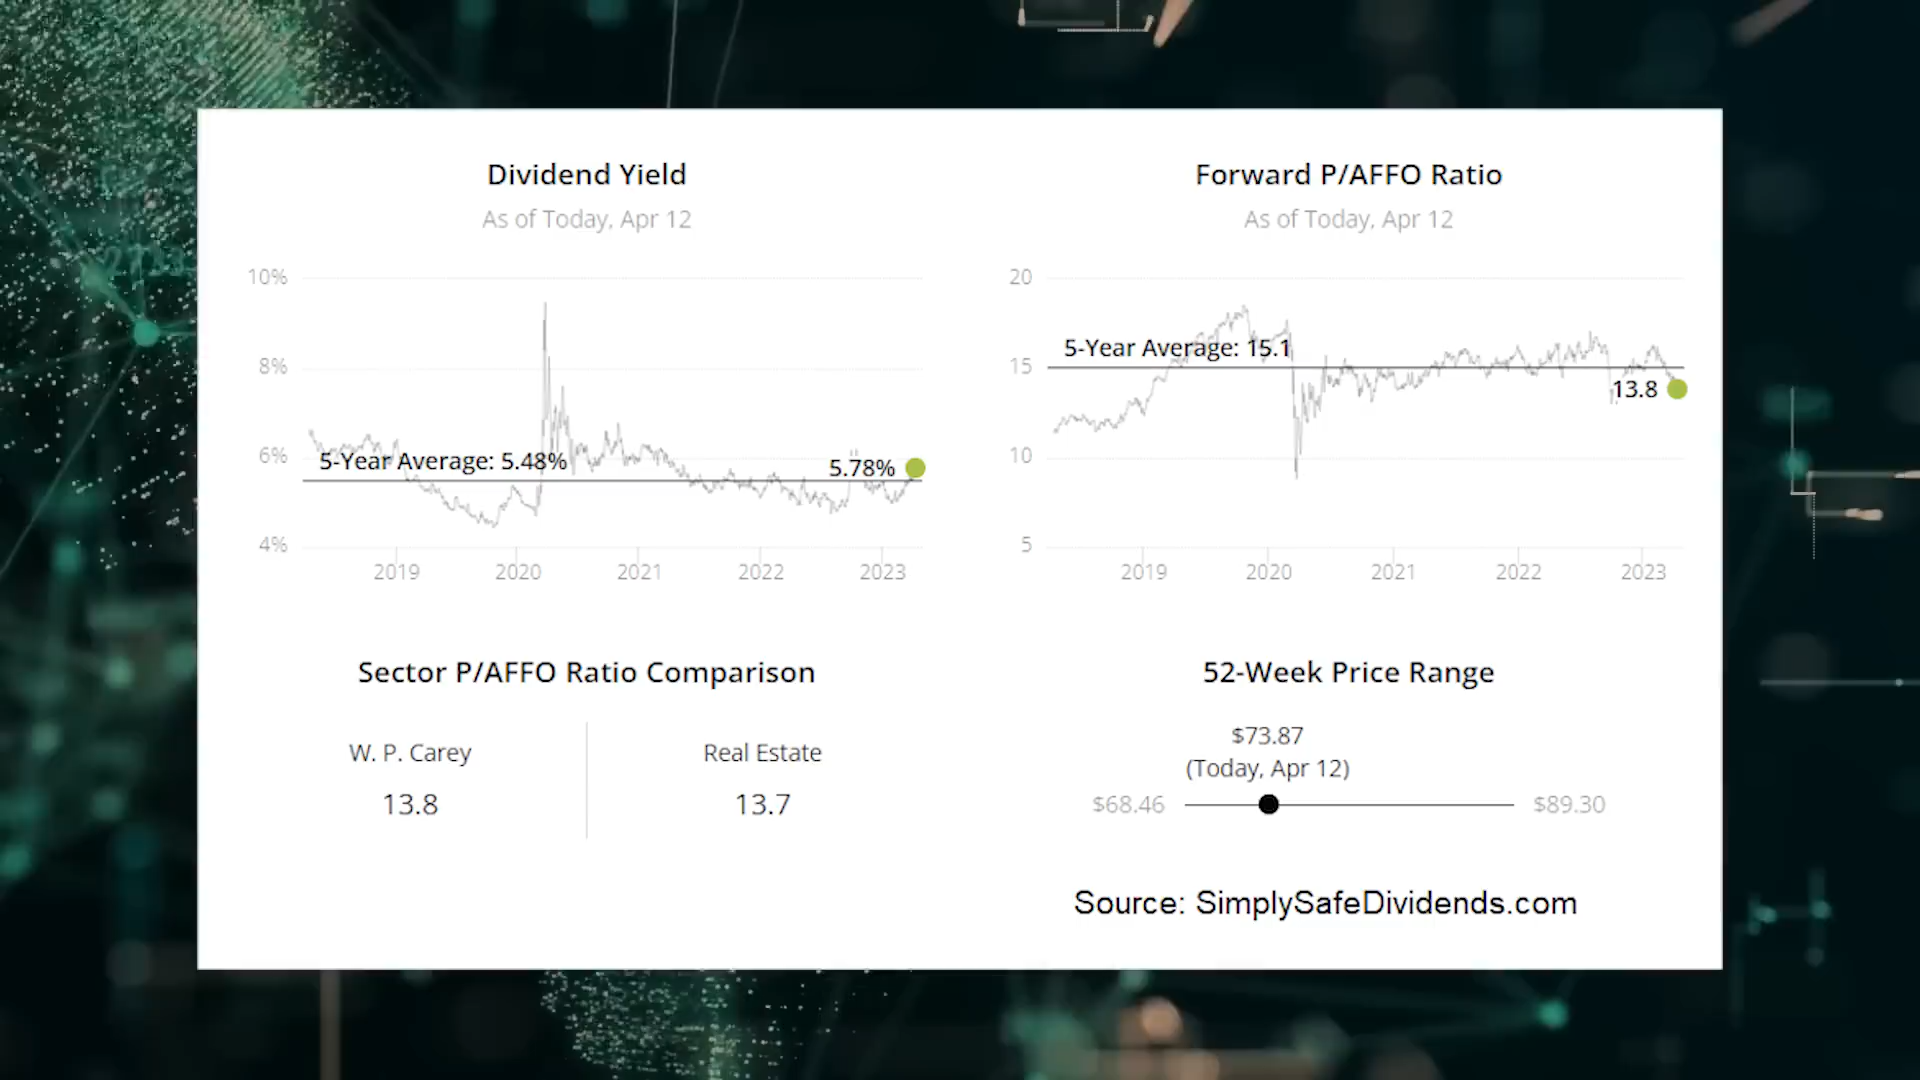 Dividend Yield
As of Today, Apr 12
10%
8%
6%
4%
5-Year Average: 5.48%
5.78%
2019 2020 2021 2022 2023
Forward P/AFFO Ratio
As of Today, Apr 12
20
15
10
5
5-Year Average: 15.1
13.8
2019 2020 2021 2022 2023
Sector P/AFFO Ratio Comparison
W. P. Carey
13.8
Real Estate
13.7
52-Week Price Range
$73.87
(Today, Apr 12)
$68.46 $89.30
Source: SimplySafeDividends.com